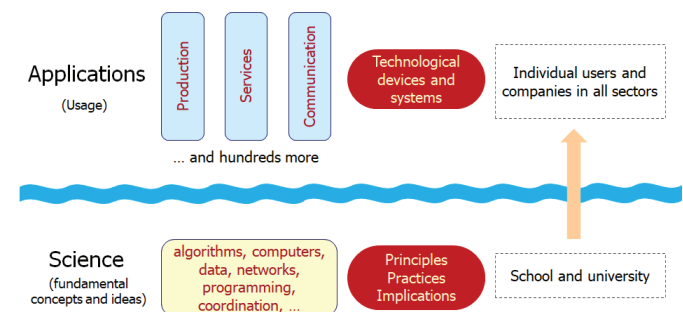 Applications
(Usage)
Production
Services
Communication
... and hundreds more
Technological
devices and
systems
Individual users and
companies in all sectors
Science
(fundamental
concepts and ideas)
algorithms, computers,
data, networks,
programming,
coordination, ...
Principles
Practices
Implications
School and university